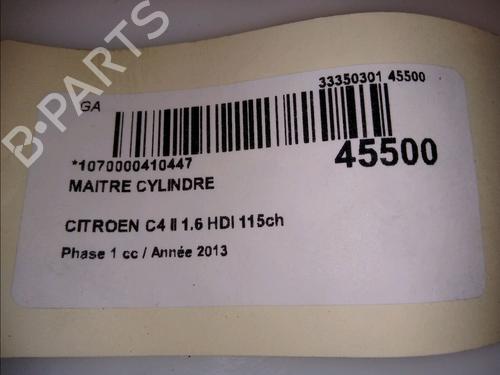 B-PARTS
GA
33350301 45500
*1070000410447
45500
MAITRE CYLINDRE
CITROEN C4 II 1.6 HDI 115ch
Phase 1 cc / Année 2013